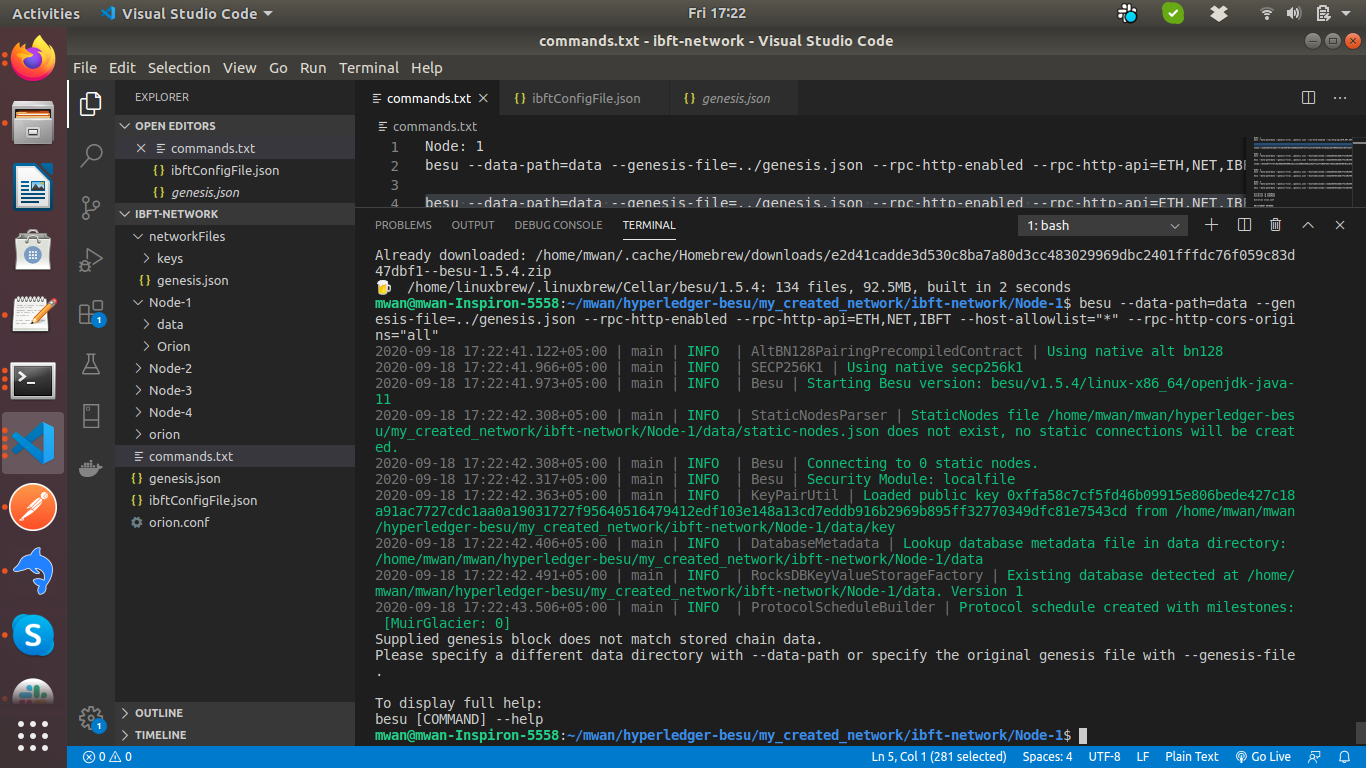 Activities
Visual Studio Code
Fri 17:22
commands.txt - ibft-network - Visual Studio Code
File Edit Selection View Go Run Terminal Help
EXPLORER
OPEN EDITORS
commands.txt
ibftConfigFile.json
genesis.json
IBFT-NETWORK
networkFiles
keys
genesis.json
Node-1
data
Orion
Node-2
Node-3
Node-4
orion
commands.txt
genesis.json
ibftConfigFile.json
orion.conf
OUTLINE
TIMELINE
1
1
commands.txt
ibftConfigFile.json
genesis.json
commands.txt
1 Node: 1
2 besu --data-path=data --genesis-file=../genesis.json --rpc-http-enabled --rpc-http-api=ETH,NET,IBF
3
4 besu --data-path=data --genesis-file=../genesis.json --rpc-http-enabled --rpc-http-api=ETH,NET,IBF
PROBLEMS OUTPUT DEBUG CONSOLE TERMINAL
1: bash
Already downloaded: /home/mwan/.cache/Homebrew/downloads/e2d41cadde3d530c8ba7a80d3cc483029969dbc2401fffdc76f059c83d
47dbf1--besu-1.5.4.zip
🍺 /home/linuxbrew/.linuxbrew/Cellar/besu/1.5.4: 134 files, 92.5MB, built in 2 seconds
mwan@mwan-Inspiron-5558:~/mwan/hyperledger-besu/my_created_network/ibft-network/Node-1$ besu --data-path=data --gen
esis-file=../genesis.json --rpc-http-enabled --rpc-http-api=ETH,NET,IBFT --host-allowlist="*" --rpc-http-cors-origi
ns="all"
2020-09-18 17:22:41.122+05:00 | main | INFO | AltBN128PairingPrecompiledContract | Using native alt bn128
2020-09-18 17:22:41.966+05:00 | main | INFO | SECP256K1 | Using native secp256k1
2020-09-18 17:22:41.973+05:00 | main | INFO | Besu | Starting Besu version: besu/v1.5.4/linux-x86_64/openjdk-java-
11
2020-09-18 17:22:42.308+05:00 | main | INFO | StaticNodesParser | StaticNodes file /home/mwan/mwan/hyperledger-bes
u/my_created_network/ibft-network/Node-1/data/static-nodes.json does not exist, no static connections will be creat
ed.
2020-09-18 17:22:42.308+05:00 | main | INFO | Besu | Connecting to 0 static nodes.
2020-09-18 17:22:42.317+05:00 | main | INFO | Besu | Security Module: localfile
2020-09-18 17:22:42.363+05:00 | main | INFO | KeyPairUtil | Loaded public key 0xffa58c7cf5fd46b09915e806bede427c18
a91ac7727cdc1aa0a19031727f95640516479412edf103e148a13cd7eddb916b2969b895ff32770349dfc81e7543cd from /home/mwan/mwan
/hyperledger-besu/my_created_network/ibft-network/Node-1/data/key
2020-09-18 17:22:42.406+05:00 | main | INFO | DatabaseMetadata | Lookup database metadata file in data directory:
/home/mwan/mwan/hyperledger-besu/my_created_network/ibft-network/Node-1/data
2020-09-18 17:22:42.491+05:00 | main | INFO | RocksDBKeyValueStorageFactory | Existing database detected at /home/
mwan/mwan/hyperledger-besu/my_created_network/ibft-network/Node-1/data. Version 1
2020-09-18 17:22:43.506+05:00 | main | INFO | ProtocolScheduleBuilder | Protocol schedule created with milestones:
[MuirGlacier: 0]
Supplied genesis block does not match stored chain data.
Please specify a different data directory with --data-path or specify the original genesis file with --genesis-file
.
To display full help:
besu [COMMAND] --help
mwan@mwan-Inspiron-5558:~/mwan/hyperledger-besu/my_created_network/ibft-network/Node-1$
0 0
Ln 5, Col 1 (281 selected) Spaces: 4 UTF-8 LF Plain Text Go Live